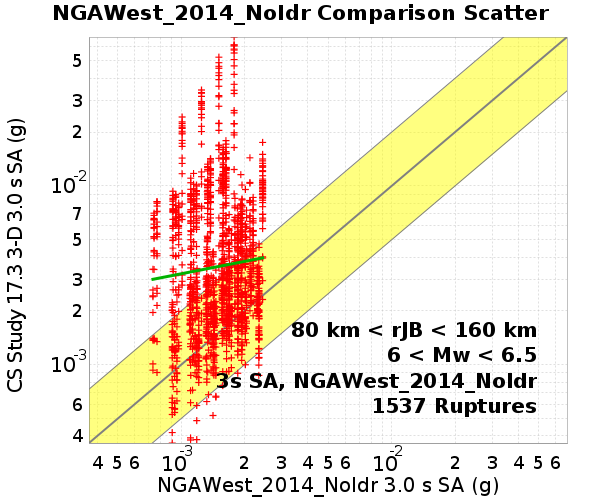 NGAWest_2014_NoIdr Comparison Scatter
CS Study 17.3 3-D 3.0 s SA (g)
5
3
2
10-2
7
5
3
2
10-3
6
4
80 km < rJB < 160 km
6 < Mw < 6.5
3s SA, NGAWest_2014_NoIdr
1537 Ruptures
4 5 6 10-3 2 3 4 5 6 10-2 2 3 4 5 6
NGAWest_2014_NoIdr 3.0 s SA (g)